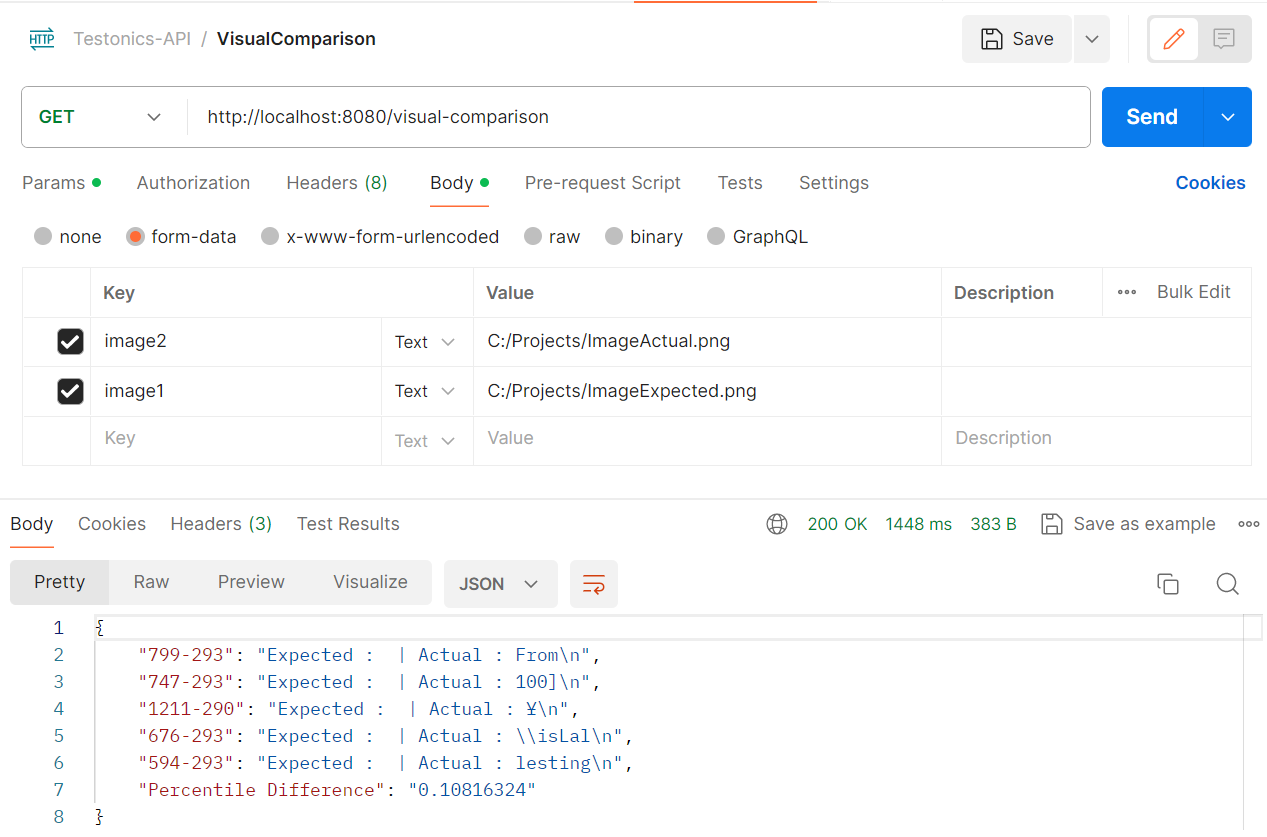 HTTP Testonics-API / VisualComparison Save
GET http://localhost:8080/visual-comparison Send
Params Authorization Headers (8) Body Pre-request Script Tests Settings Cookies
none form-data x-www-form-urlencoded raw binary GraphQL
Key Value Description Bulk Edit
image2 Text C:/Projects/ImageActual.png
image1 Text C:/Projects/ImageExpected.png
Key Text Value Description
Body Cookies Headers (3) Test Results 200 OK 1448 ms 383 B Save as example
Pretty Raw Preview Visualize JSON
1 {
2 "799-293": "Expected :  | Actual : From\n",
3 "747-293": "Expected :  | Actual : 100]\n",
4 "1211-290": "Expected :  | Actual : ¥\n",
5 "676-293": "Expected :  | Actual : \\isLal\n",
6 "594-293": "Expected :  | Actual : lesting\n",
7 "Percentile Difference": "0.10816324"
8 }